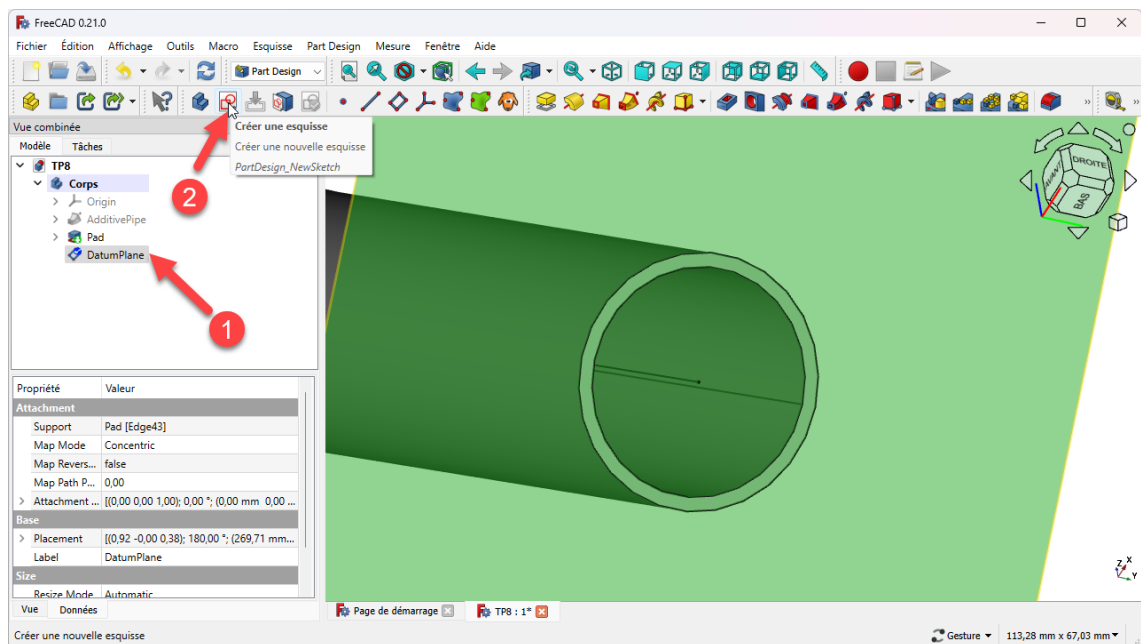 FreeCAD 0.21.0
Fichier Édition Affichage Outils Macro Esquisse Part Design Mesure Fenêtre Aide
Part Design
Vue combinée
Créer une esquisse
Créer une nouvelle esquisse
PartDesign_NewSketch
Modèle Tâches
TP8
Corps
Origin
AdditivePipe
Pad
DatumPlane
2
1
AVANT
DROITE
BAS
Propriété Valeur
Attachment
Support Pad [Edge43]
Map Mode Concentric
Map Revers... false
Map Path P... 0,00
Attachment ... [(0,00 0,00 1,00); 0,00 °; (0,00 mm 0,00 ...
Base
Placement [(0,92 -0,00 0,38); 180,00 °; (269,71 mm...
Label DatumPlane
Size
Resize Mode Automatic
Vue Données
Page de démarrage
TP8 : 1*
Z X
Y
Créer une nouvelle esquisse
Gesture
113,28 mm x 67,03 mm